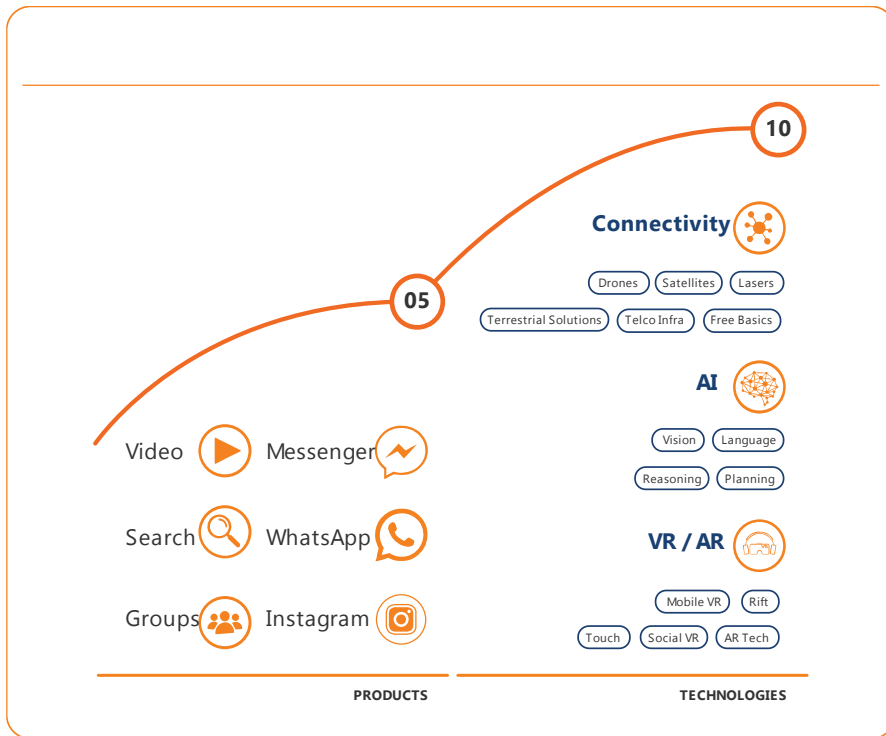 10
05
Connectivity
Drones Satellites Lasers
Terrestrial Solutions Telco Infra Free Basics
AI
Vision Language
Reasoning Planning
VR / AR
Mobile VR Rift
Touch Social VR AR Tech
Video Messenger
Search WhatsApp
Groups Instagram
PRODUCTS TECHNOLOGIES